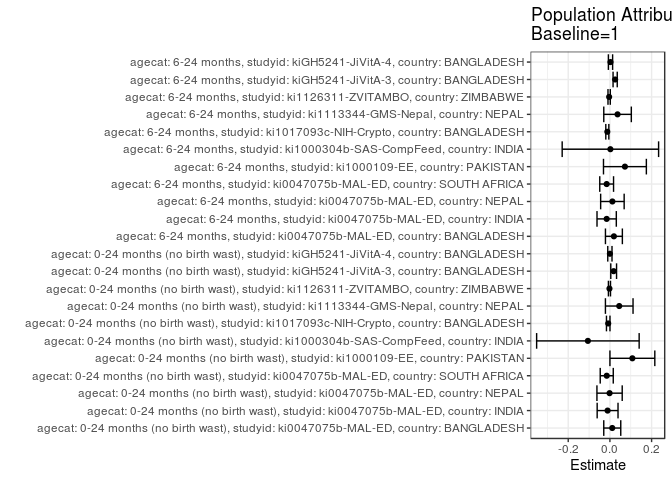 Population Attribu
Baseline=1
agecat: 6-24 months, studyid: kiGH5241-JiVitA-4, country: BANGLADESH
agecat: 6-24 months, studyid: kiGH5241-JiVitA-3, country: BANGLADESH
agecat: 6-24 months, studyid: ki1126311-ZVITAMBO, country: ZIMBABWE
agecat: 6-24 months, studyid: ki1113344-GMS-Nepal, country: NEPAL
agecat: 6-24 months, studyid: ki1017093c-NIH-Crypto, country: BANGLADESH
agecat: 6-24 months, studyid: ki1000304b-SAS-CompFeed, country: INDIA
agecat: 6-24 months, studyid: ki1000109-EE, country: PAKISTAN
agecat: 6-24 months, studyid: ki0047075b-MAL-ED, country: SOUTH AFRICA
agecat: 6-24 months, studyid: ki0047075b-MAL-ED, country: NEPAL
agecat: 6-24 months, studyid: ki0047075b-MAL-ED, country: INDIA
agecat: 6-24 months, studyid: ki0047075b-MAL-ED, country: BANGLADESH
agecat: 0-24 months (no birth wast), studyid: kiGH5241-JiVitA-4, country: BANGLADESH
agecat: 0-24 months (no birth wast), studyid: kiGH5241-JiVitA-3, country: BANGLADESH
agecat: 0-24 months (no birth wast), studyid: ki1126311-ZVITAMBO, country: ZIMBABWE
agecat: 0-24 months (no birth wast), studyid: ki1113344-GMS-Nepal, country: NEPAL
agecat: 0-24 months (no birth wast), studyid: ki1017093c-NIH-Crypto, country: BANGLADESH
agecat: 0-24 months (no birth wast), studyid: ki1000304b-SAS-CompFeed, country: INDIA
agecat: 0-24 months (no birth wast), studyid: ki1000109-EE, country: PAKISTAN
agecat: 0-24 months (no birth wast), studyid: ki0047075b-MAL-ED, country: SOUTH AFRICA
agecat: 0-24 months (no birth wast), studyid: ki0047075b-MAL-ED, country: NEPAL
agecat: 0-24 months (no birth wast), studyid: ki0047075b-MAL-ED, country: INDIA
agecat: 0-24 months (no birth wast), studyid: ki0047075b-MAL-ED, country: BANGLADESH
-0.2 0.0 0.2
Estimate